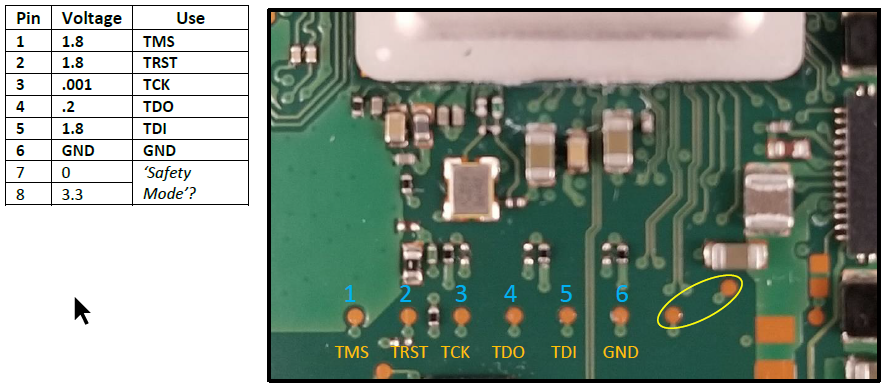 Pin Voltage Use
1 1.8 TMS
2 1.8 TRST
3 .001 TCK
4 .2 TDO
5 1.8 TDI
6 GND GND
7 0 ‘Safety
8 3.3 Mode’?
1 2 3 4 5 6
TMS TRST TCK TDO TDI GND